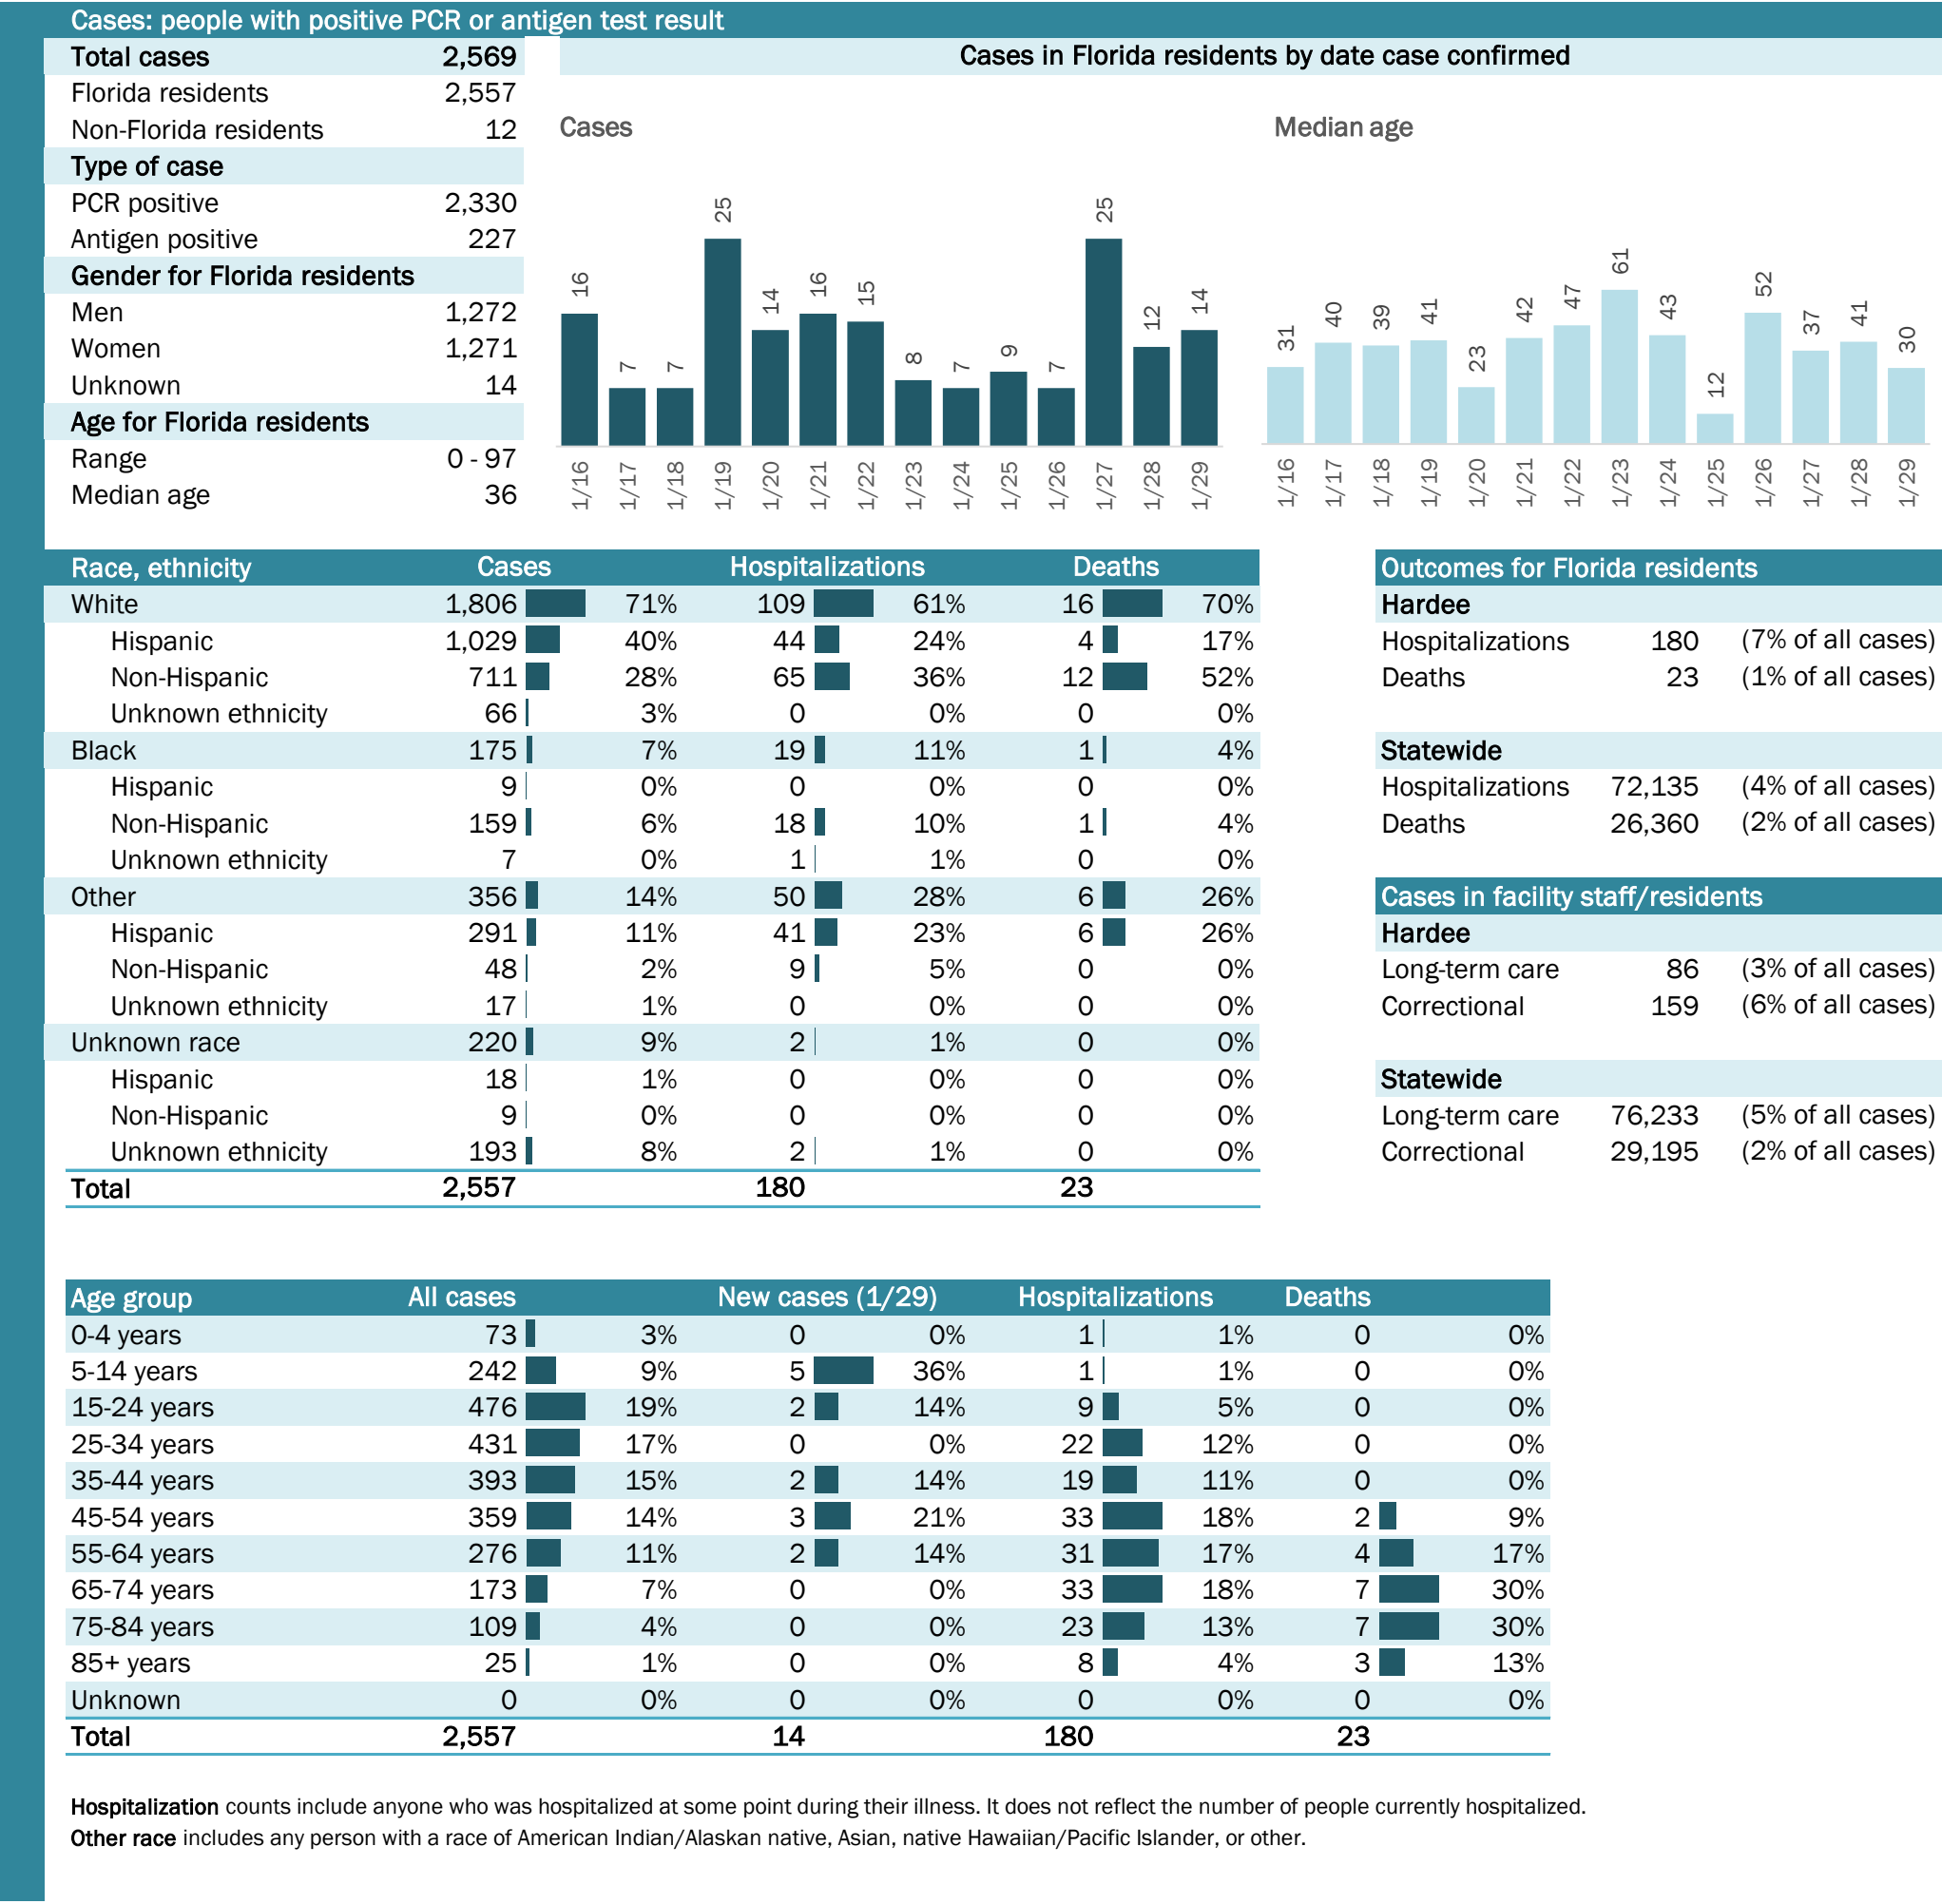 Cases: people with positive PCR or antigen test result
Total cases 2,569
Florida residents 2,557
Non-Florida residents 12
Type of case
PCR positive 2,330
Antigen positive 227
Gender for Florida residents
Men 1,272
Women 1,271
Unknown 14
Age for Florida residents
Range 0 - 97
Median age 36
Cases in Florida residents by date case confirmed
Cases
16 7 7 25 14 16 15 8 7 9 7 25 12 14
1/16 1/17 1/18 1/19 1/20 1/21 1/22 1/23 1/24 1/25 1/26 1/27 1/28 1/29
Median age
31 40 39 41 23 42 47 61 43 12 52 37 41 30
1/16 1/17 1/18 1/19 1/20 1/21 1/22 1/23 1/24 1/25 1/26 1/27 1/28 1/29
Race, ethnicity Cases Hospitalizations Deaths
White 1,806 71% 109 61% 16 70%
Hispanic 1,029 40% 44 24% 4 17%
Non-Hispanic 711 28% 65 36% 12 52%
Unknown ethnicity 66 3% 0 0% 0 0%
Black 175 7% 19 11% 1 4%
Hispanic 9 0% 0 0% 0 0%
Non-Hispanic 159 6% 18 10% 1 4%
Unknown ethnicity 7 0% 1 1% 0 0%
Other 356 14% 50 28% 6 26%
Hispanic 291 11% 41 23% 6 26%
Non-Hispanic 48 2% 9 5% 0 0%
Unknown ethnicity 17 1% 0 0% 0 0%
Unknown race 220 9% 2 1% 0 0%
Hispanic 18 1% 0 0% 0 0%
Non-Hispanic 9 0% 0 0% 0 0%
Unknown ethnicity 193 8% 2 1% 0 0%
Total 2,557 180 23
Outcomes for Florida residents
Hardee
Hospitalizations 180 (7% of all cases)
Deaths 23 (1% of all cases)
Statewide
Hospitalizations 72,135 (4% of all cases)
Deaths 26,360 (2% of all cases)
Cases in facility staff/residents
Hardee
Long-term care 86 (3% of all cases)
Correctional 159 (6% of all cases)
Statewide
Long-term care 76,233 (5% of all cases)
Correctional 29,195 (2% of all cases)
Age group All cases New cases (1/29) Hospitalizations Deaths
0-4 years 73 3% 0 0% 1 1% 0 0%
5-14 years 242 9% 5 36% 1 1% 0 0%
15-24 years 476 19% 2 14% 9 5% 0 0%
25-34 years 431 17% 0 0% 22 12% 0 0%
35-44 years 393 15% 2 14% 19 11% 0 0%
45-54 years 359 14% 3 21% 33 18% 2 9%
55-64 years 276 11% 2 14% 31 17% 4 17%
65-74 years 173 7% 0 0% 33 18% 7 30%
75-84 years 109 4% 0 0% 23 13% 7 30%
85+ years 25 1% 0 0% 8 4% 3 13%
Unknown 0 0% 0 0% 0 0% 0 0%
Total 2,557 14 180 23
Hospitalization counts include anyone who was hospitalized at some point during their illness. It does not reflect the number of people currently hospitalized.
Other race includes any person with a race of American Indian/Alaskan native, Asian, native Hawaiian/Pacific Islander, or other.